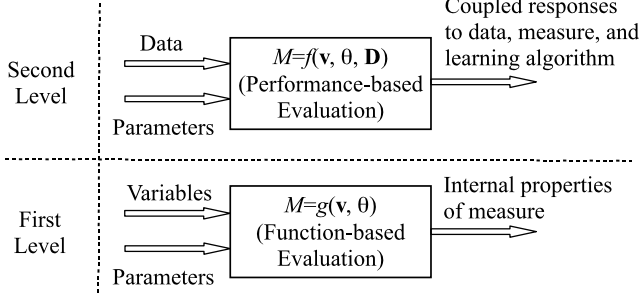 Coupled responses
to data, measure, and
learning algorithm
Data
M=f(v, θ, D)
(Performance-based
Evaluation)
Second
Level
Parameters
Variables
M=g(v, θ)
(Function-based
Evaluation)
Internal properties
of measure
First
Level
Parameters